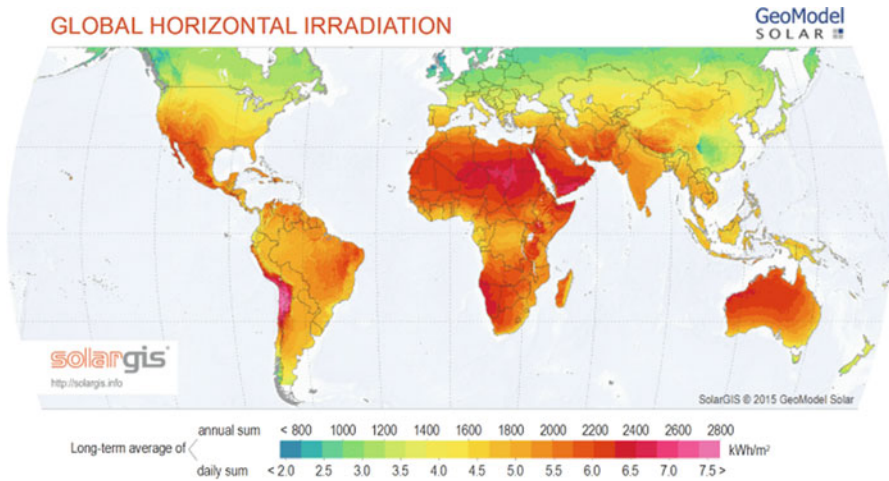 GLOBAL HORIZONTAL IRRADIATION
GeoModel
SOLAR
solargis
http://solargis.info
SolarGIS © 2015 GeoModel Solar
Long-term average of
annual sum < 800 1000 1200 1400 1600 1800 2000 2200 2400 2600 2800
kWh/m²
daily sum < 2.0 2.5 3.0 3.5 4.0 4.5 5.0 5.5 6.0 6.5 7.0 7.5 >